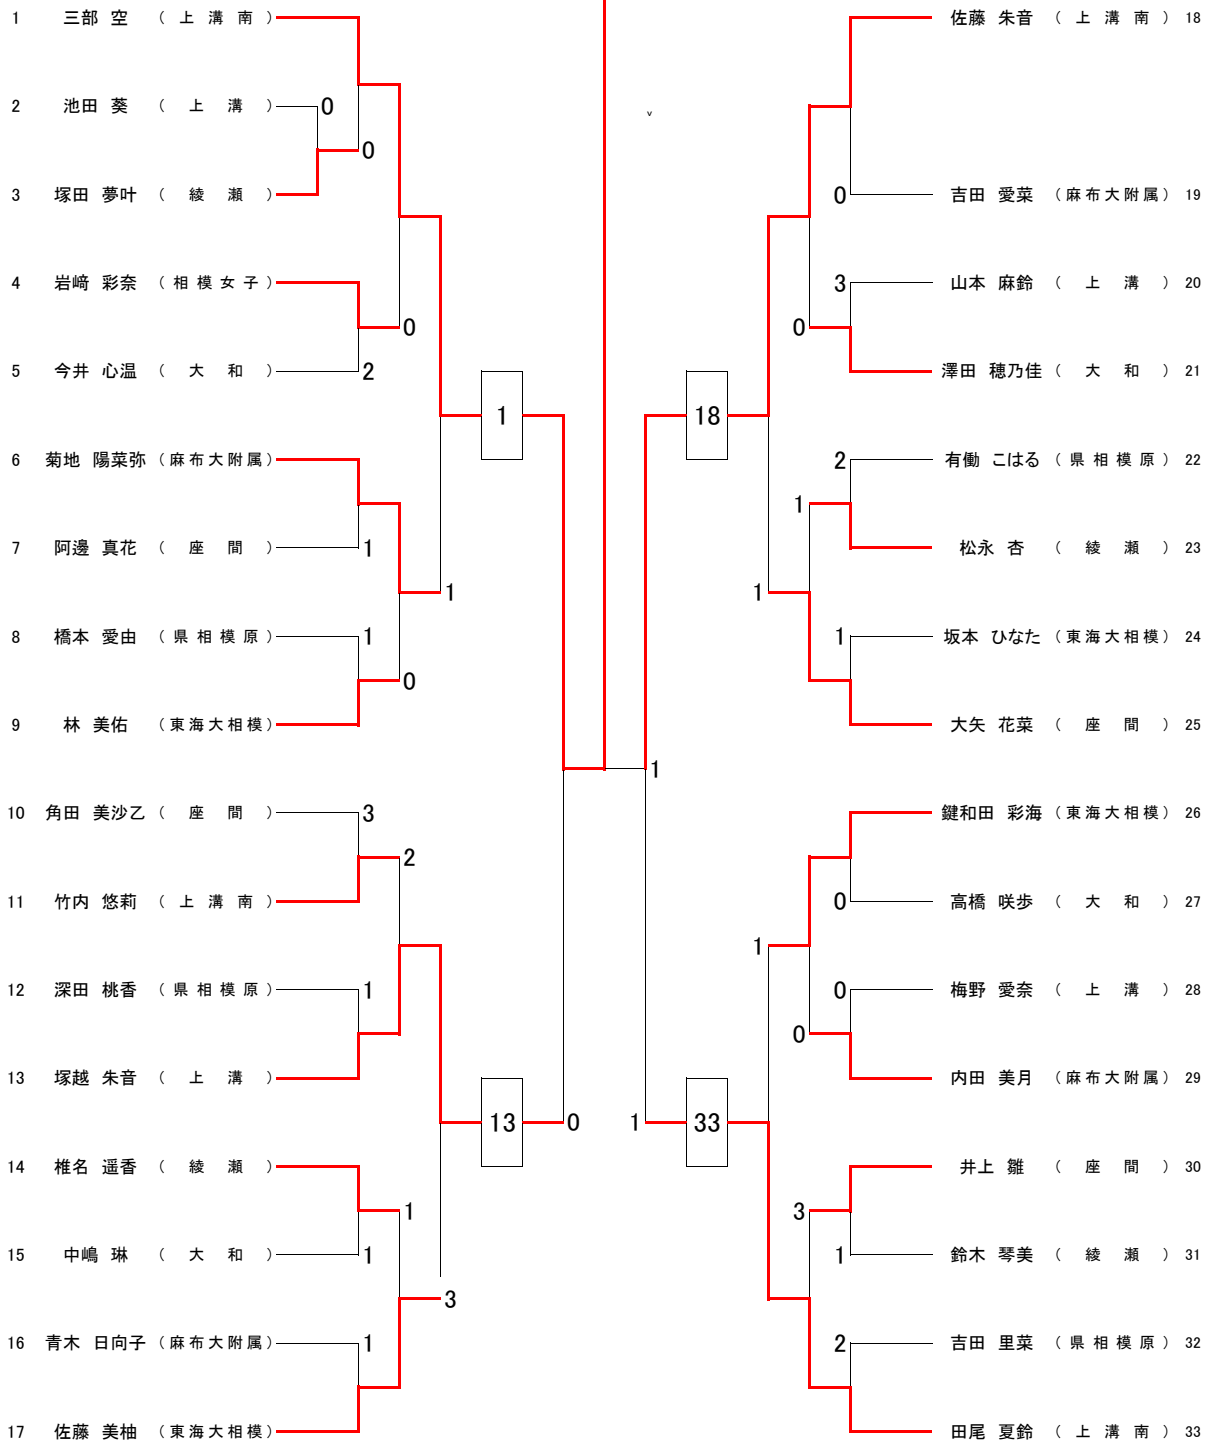 1 三部 空 （上溝南）
2 池田 葵 （上溝） 0
0
3 塚田 夢叶 （綾瀬）
4 岩﨑 彩奈 （相模女子）
0
5 今井 心温 （大和） 2
1
6 菊地 陽菜弥 （麻布大附属）
7 阿邊 真花 （座間） 1
1
8 橋本 愛由 （県相模原） 1
0
9 林 美佑 （東海大相模）
10 角田 美沙乙 （座間） 3
2
11 竹内 悠莉 （上溝南）
12 深田 桃香 （県相模原） 1
13 塚越 朱音 （上溝）
13 0
14 椎名 遥香 （綾瀬）
1
15 中嶋 琳 （大和） 1
3
16 青木 日向子 （麻布大附属） 1
17 佐藤 美柚 （東海大相模）
v
佐藤 朱音 （上溝南） 18
0 吉田 愛菜 （麻布大附属） 19
3 山本 麻鈴 （上溝） 20
0
澤田 穂乃佳 （大和） 21
18
2 有働 こはる （県相模原） 22
1
松永 杏 （綾瀬） 23
1
1 坂本 ひなた （東海大相模） 24
大矢 花菜 （座間） 25
1
鍵和田 彩海 （東海大相模） 26
0 高橋 咲歩 （大和） 27
1
0 梅野 愛奈 （上溝） 28
0
内田 美月 （麻布大附属） 29
1 33
井上 雛 （座間） 30
3
1 鈴木 琴美 （綾瀬） 31
2 吉田 里菜 （県相模原） 32
田尾 夏鈴 （上溝南） 33